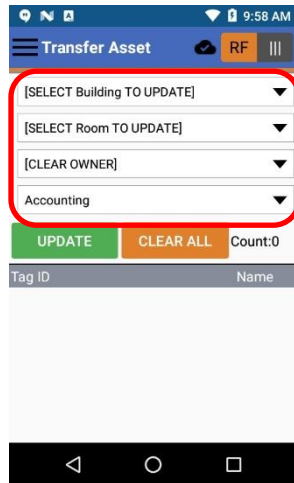 9:58 AM
Transfer Asset RF
[SELECT Building TO UPDATE]
[SELECT Room TO UPDATE]
[CLEAR OWNER]
Accounting
UPDATE CLEAR ALL Count:0
Tag ID Name